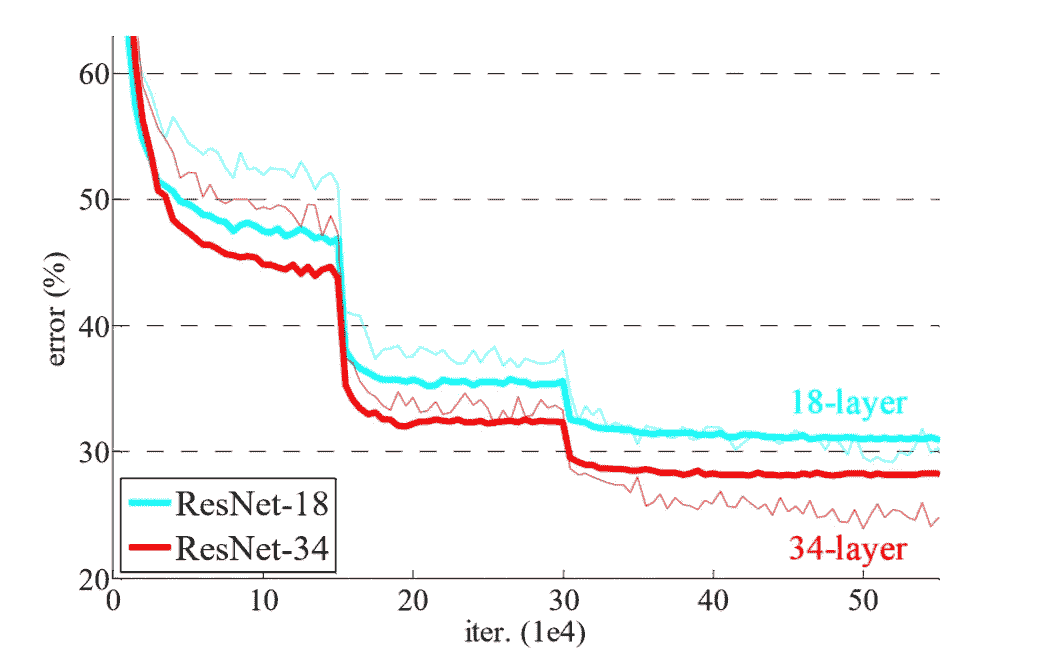 60
50
40
30
20
error (%)
18-layer
34-layer
ResNet-18
ResNet-34
0 10 20 30 40 50
iter. (1e4)